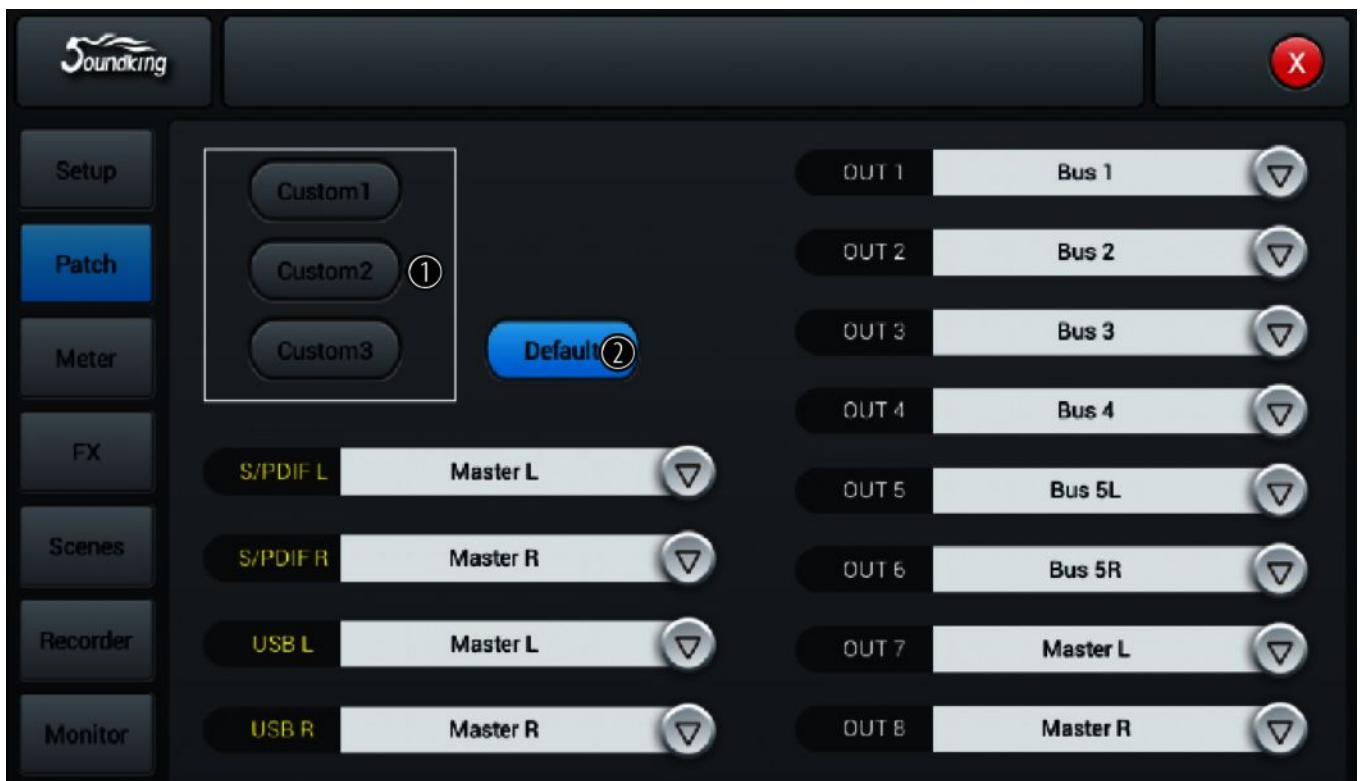 Soundking
X
Setup
Patch
Meter
FX
Scenes
Recorder
Monitor
Custom1
Custom2 ①
Custom3
Default ②
S/PDIF L Master L
S/PDIF R Master R
USB L Master L
USB R Master R
OUT 1 Bus 1
OUT 2 Bus 2
OUT 3 Bus 3
OUT 4 Bus 4
OUT 5 Bus 5L
OUT 6 Bus 5R
OUT 7 Master L
OUT 8 Master R